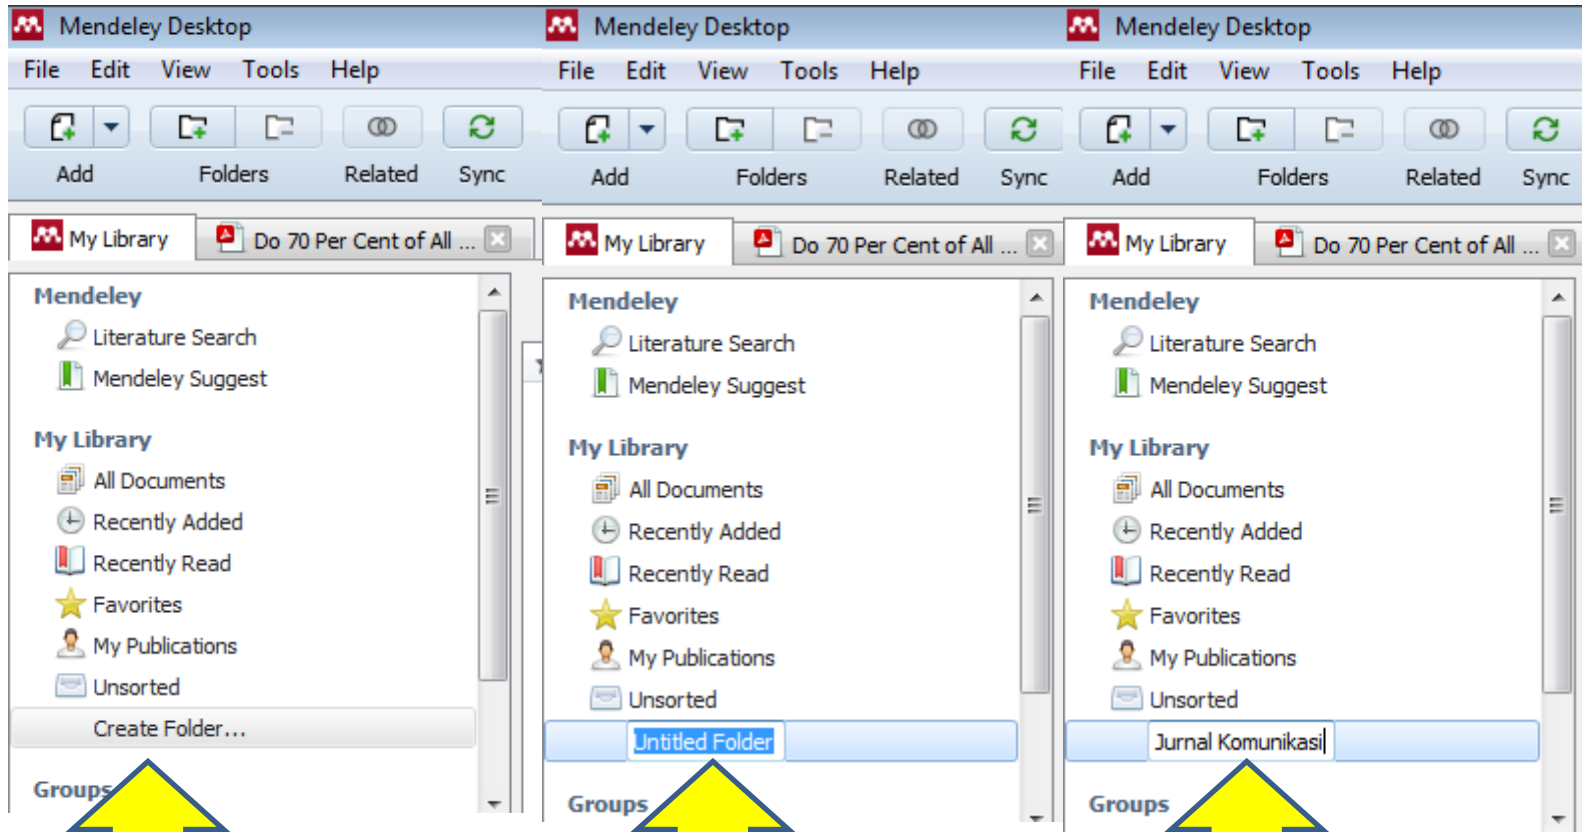 Mendeley Desktop
File Edit View Tools Help
Add Folders Related Sync
My Library Do 70 Per Cent of All ...
Mendeley
Literature Search
Mendeley Suggest
My Library
All Documents
Recently Added
Recently Read
Favorites
My Publications
Unsorted
Create Folder...
Groups
Mendeley Desktop
File Edit View Tools Help
Add Folders Related Sync
My Library Do 70 Per Cent of All ...
Mendeley
Literature Search
Mendeley Suggest
My Library
All Documents
Recently Added
Recently Read
Favorites
My Publications
Unsorted
Untitled Folder
Groups
Mendeley Desktop
File Edit View Tools Help
Add Folders Related Sync
My Library Do 70 Per Cent of All ...
Mendeley
Literature Search
Mendeley Suggest
My Library
All Documents
Recently Added
Recently Read
Favorites
My Publications
Unsorted
Jurnal Komunikasi
Groups